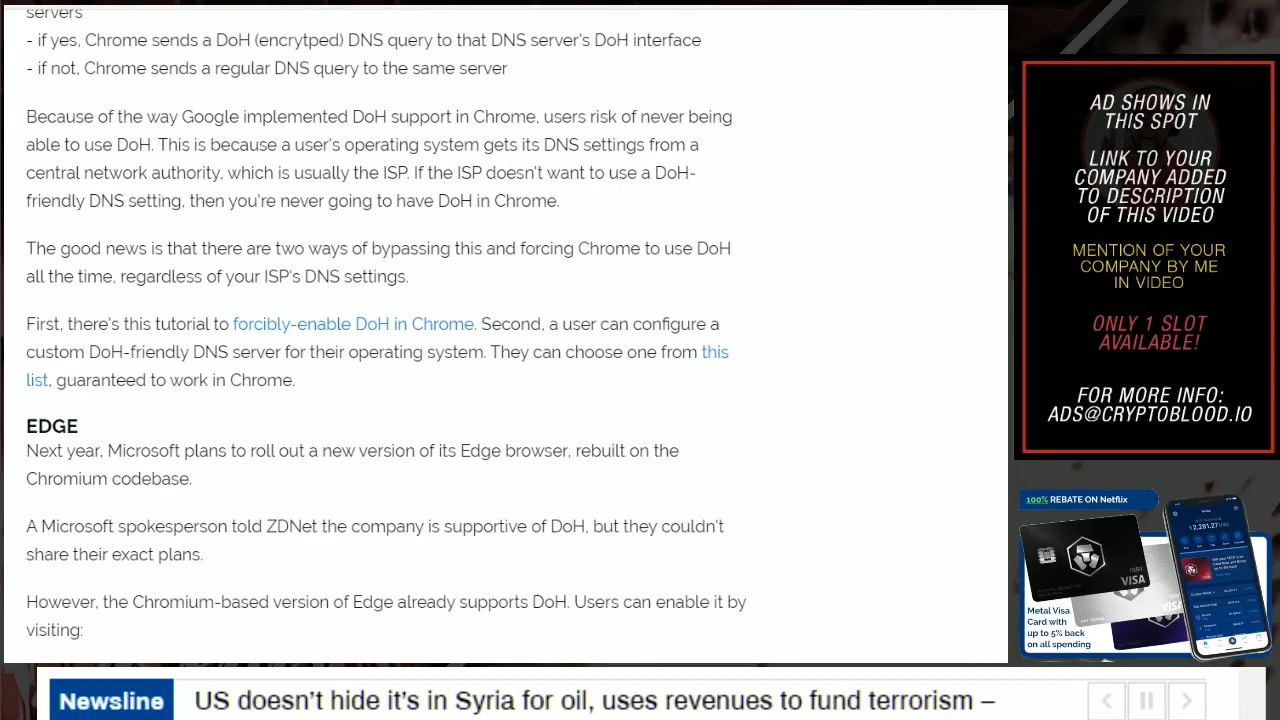 servers
- if yes, Chrome sends a DoH (encrytped) DNS query to that DNS server's DoH interface
- if not, Chrome sends a regular DNS query to the same server
Because of the way Google implemented DoH support in Chrome, users risk of never being
able to use DoH. This is because a user's operating system gets its DNS settings from a
central network authority, which is usually the ISP. If the ISP doesn't want to use a DoH-
friendly DNS setting, then you're never going to have DoH in Chrome.
The good news is that there are two ways of bypassing this and forcing Chrome to use DoH
all the time, regardless of your ISP's DNS settings.
First, there's this tutorial to forcibly-enable DoH in Chrome. Second, a user can configure a
custom DoH-friendly DNS server for their operating system. They can choose one from this
list, guaranteed to work in Chrome.
EDGE
Next year, Microsoft plans to roll out a new version of its Edge browser, rebuilt on the
Chromium codebase.
A Microsoft spokesperson told ZDNet the company is supportive of DoH, but they couldn't
share their exact plans.
However, the Chromium-based version of Edge already supports DoH. Users can enable it by
visiting:
AD SHOWS IN
THIS SPOT
LINK TO YOUR
COMPANY ADDED
TO DESCRIPTION
OF THIS VIDEO
MENTION OF YOUR
COMPANY BY ME
IN VIDEO
ONLY 1 SLOT
AVAILABLE!
FOR MORE INFO:
ADS@CRYPTOBLOOD.IO
100% REBATE ON Netflix
$2,281.27
DEBIT
VISA
VISA
Metal Visa
Card with
up to 5% back
on all spending
Newsline US doesn't hide it's in Syria for oil, uses revenues to fund terrorism –